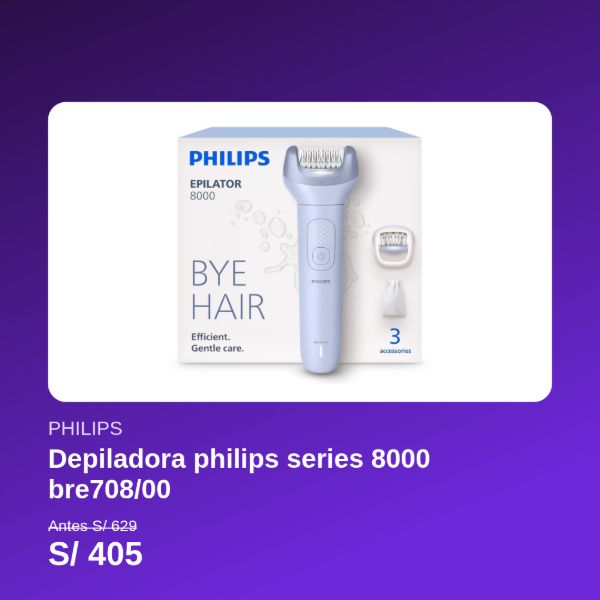 PHILIPS
EPILATOR
8000
BYE
HAIR
Efficient.
Gentle care.
PHILIPS
3
accessories
PHILIPS
Depiladora philips series 8000
bre708/00
Antes S/ 629
S/ 405